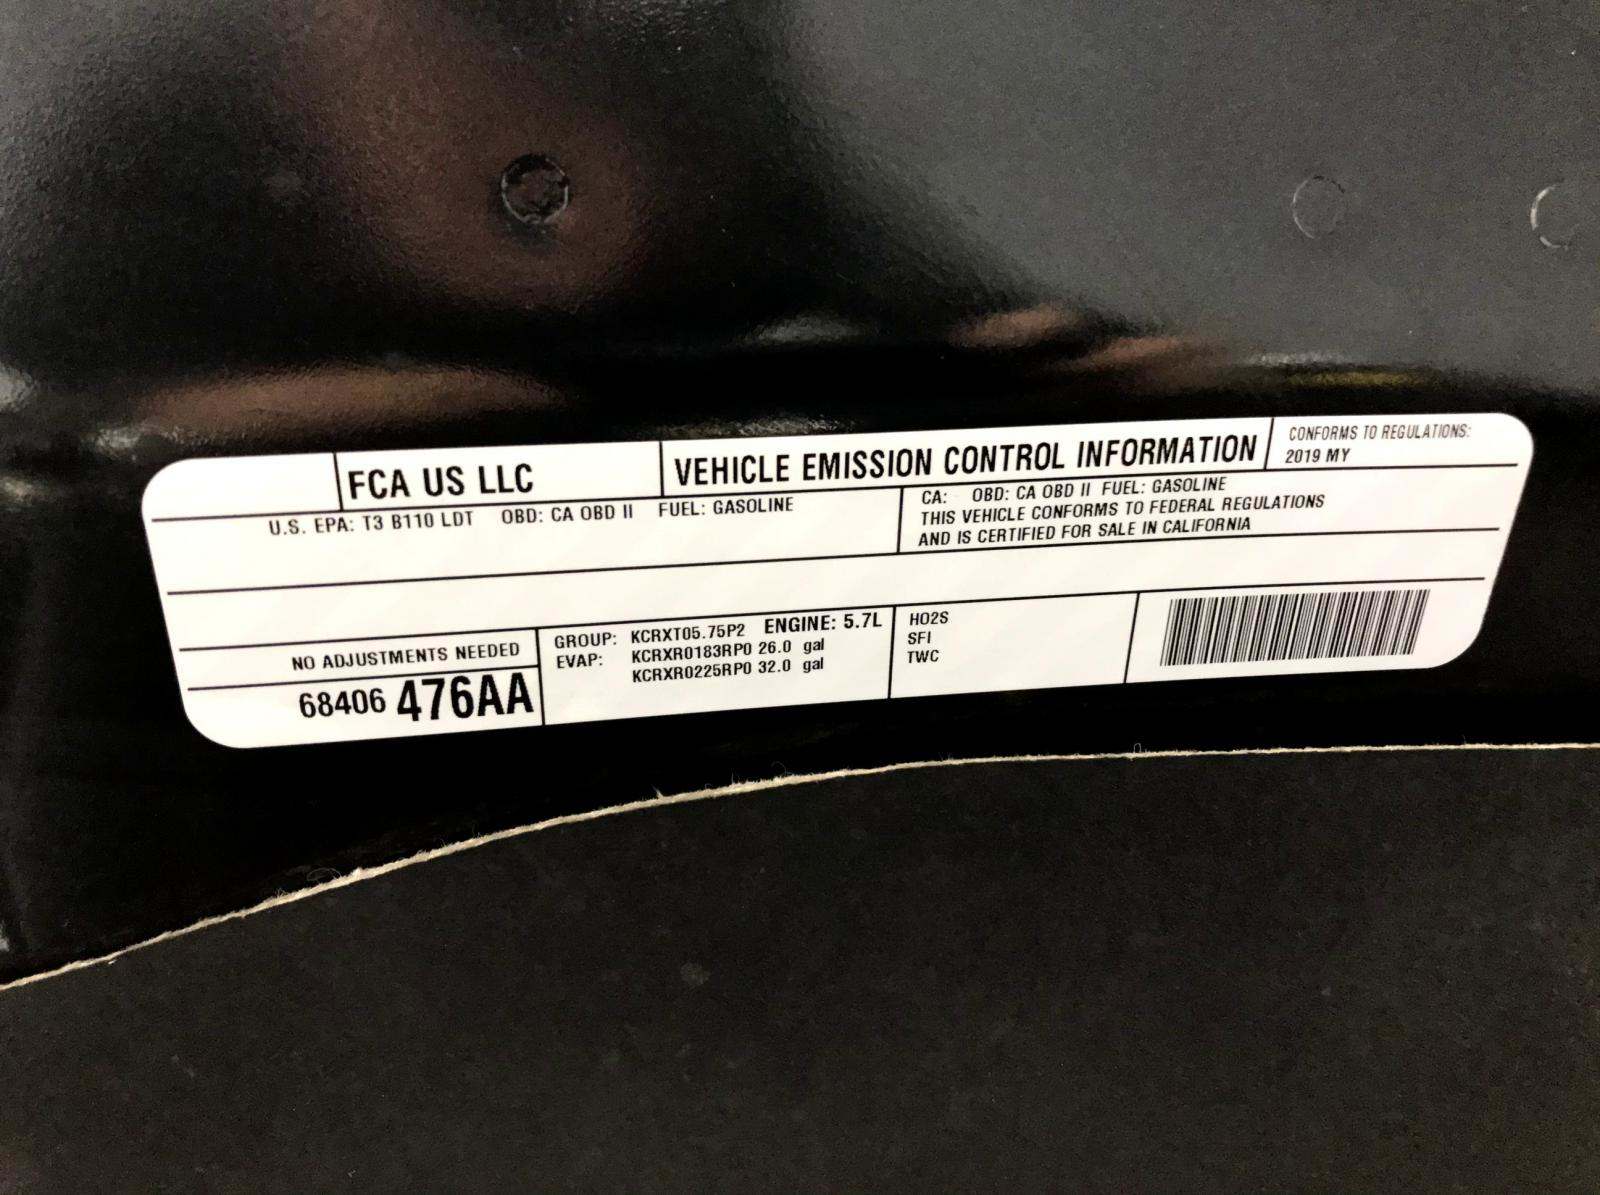 FCA US LLC
VEHICLE EMISSION CONTROL INFORMATION
CONFORMS TO REGULATIONS:
2019 MY
U.S. EPA: T3 B110 LDT OBD: CA OBD II FUEL: GASOLINE
CA: OBD: CA OBD II FUEL: GASOLINE
THIS VEHICLE CONFORMS TO FEDERAL REGULATIONS
AND IS CERTIFIED FOR SALE IN CALIFORNIA
NO ADJUSTMENTS NEEDED
68406 476AA
GROUP: KCRXT05.75P2 ENGINE: 5.7L
EVAP: KCRXR0183RP0 26.0 gal
KCRXR0225RP0 32.0 gal
HO2S
SFI
TWC